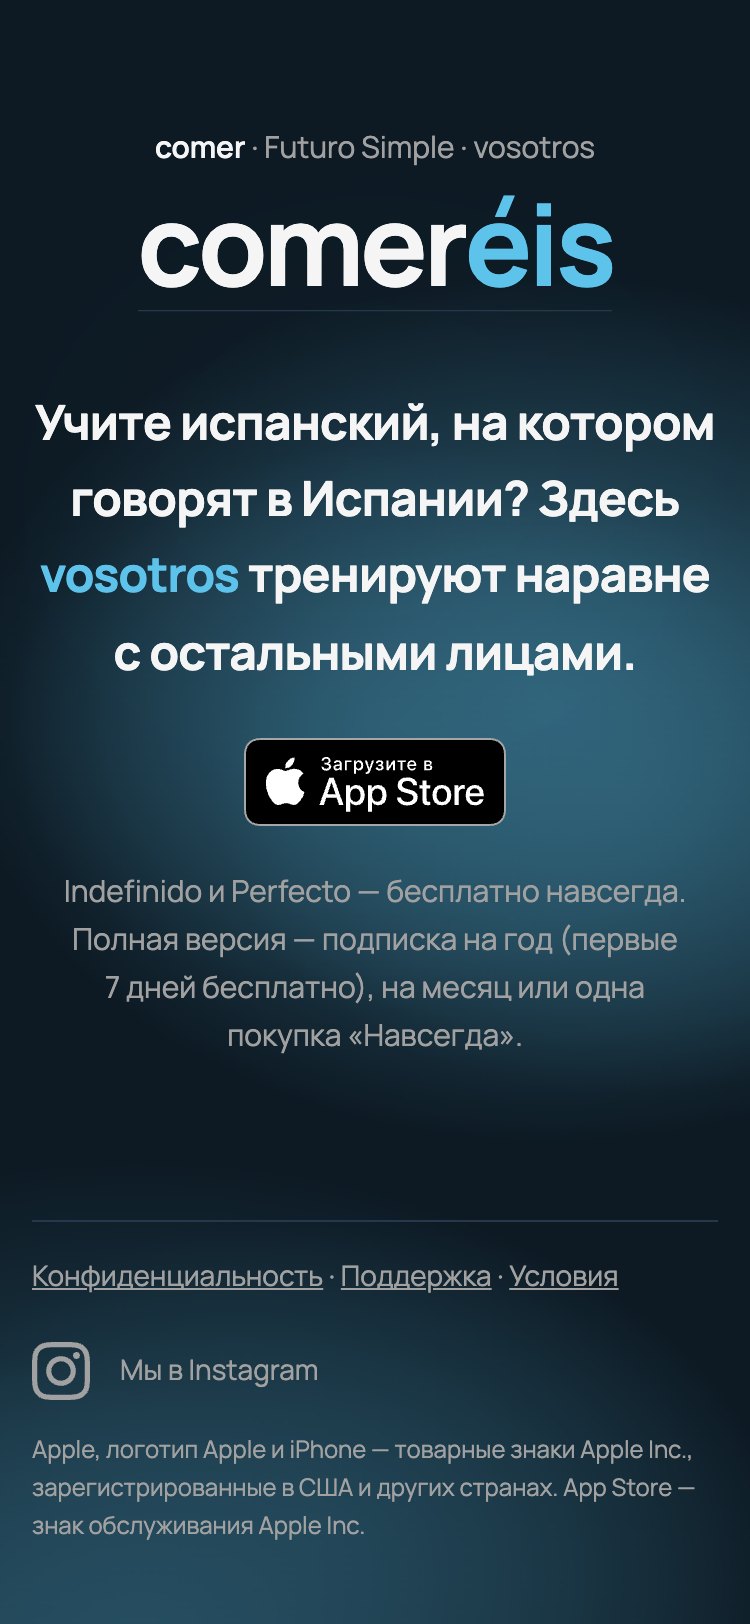 comer · Futuro Simple · vosotros
comeréis
Учите испанский, на котором
говорят в Испании? Здесь
vosotros тренируют наравне
с остальными лицами.
Загрузите в
App Store
Indefinido и Perfecto — бесплатно навсегда.
Полная версия — подписка на год (первые
7 дней бесплатно), на месяц или одна
покупка «Навсегда».
Конфиденциальность · Поддержка · Условия
Мы в Instagram
Apple, логотип Apple и iPhone — товарные знаки Apple Inc.,
зарегистрированные в США и других странах. App Store —
знак обслуживания Apple Inc.